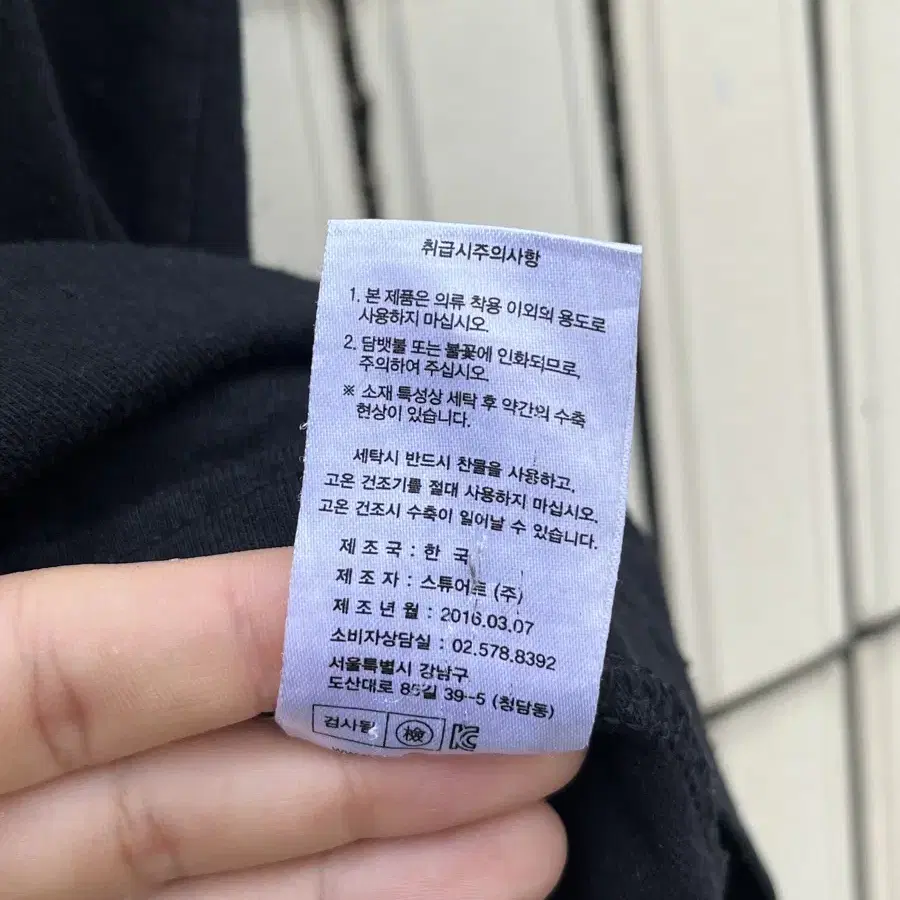 취급시주의사항
1. 본 제품은 의류 착용 이외의 용도로
사용하지 마십시오.
2. 담뱃불 또는 불꽃에 인화되므로,
주의하여 주십시오.
※ 소재 특성상 세탁 후 약간의 수축
현상이 있습니다.
세탁시 반드시 찬물을 사용하고,
고온 건조기를 절대 사용하지 마십시오.
고온 건조시 수축이 일어날 수 있습니다.
제 조 국 : 한 국
제 조 자 : 스튜어트 (주)
제 조 년 월 : 2016.03.07
소비자상담실 : 02.578.8392
서울특별시 강남구
도산대로 85길 39-5 (청담동)
검사필 檢 KC